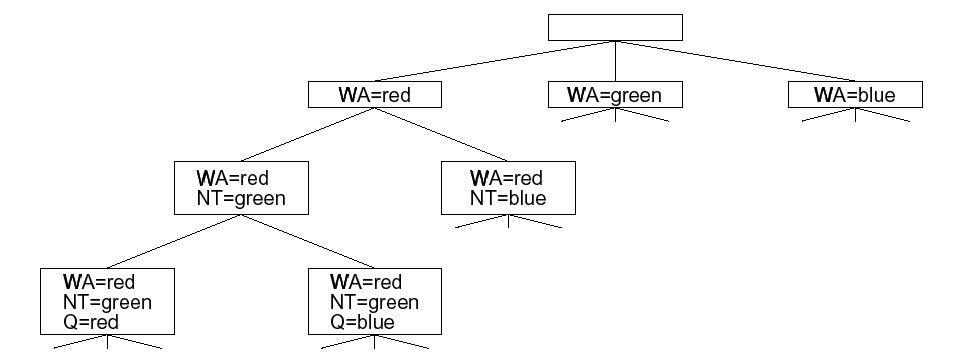 WA=red
WA=green
WA=blue
WA=red
NT=green
WA=red
NT=blue
WA=red
NT=green
Q=red
WA=red
NT=green
Q=blue